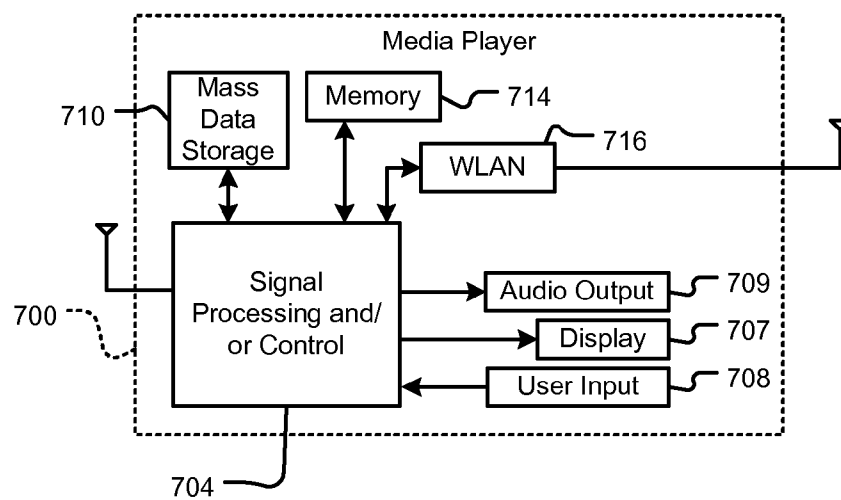 Media Player
710
Mass
Data
Storage
Memory
714
716
WLAN
Signal
Processing and/
or Control
Audio Output
709
700
Display
707
User Input
708
704